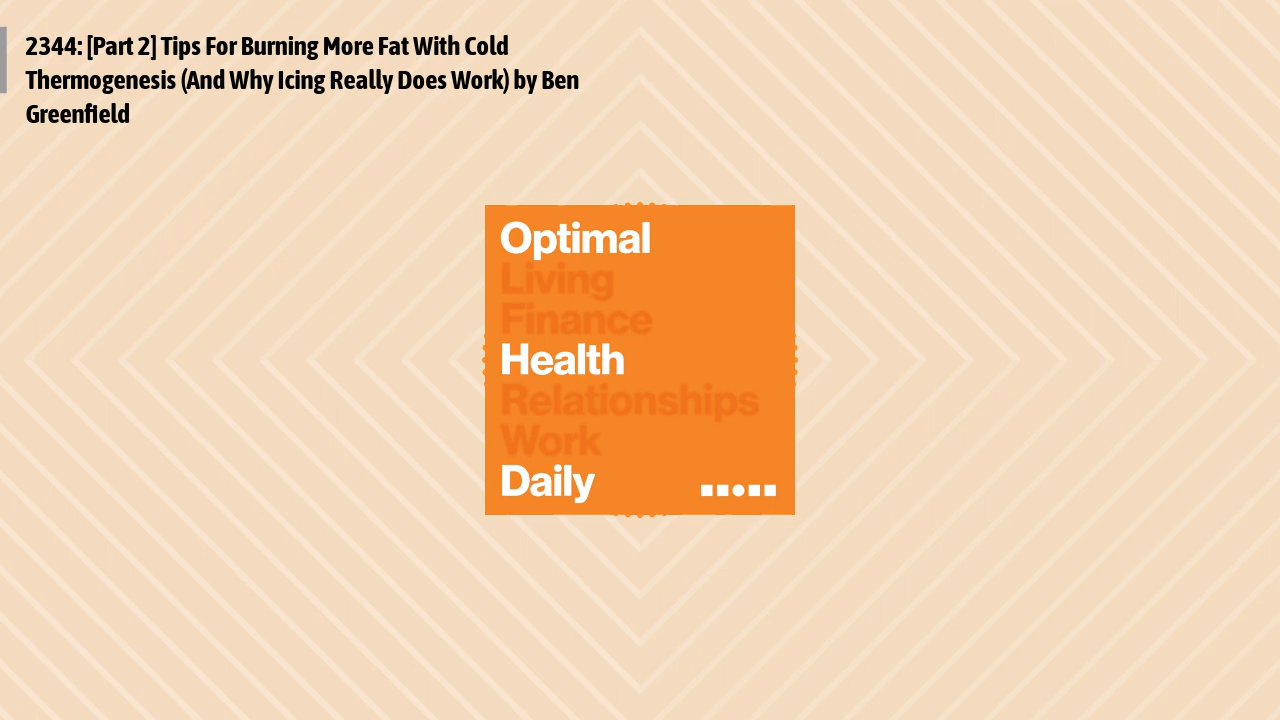 2344: [Part 2] Tips For Burning More Fat With Cold
Thermogenesis (And Why Icing Really Does Work) by Ben
Greenfield
Optimal
Living
Finance
Health
Relationships
Work
Daily